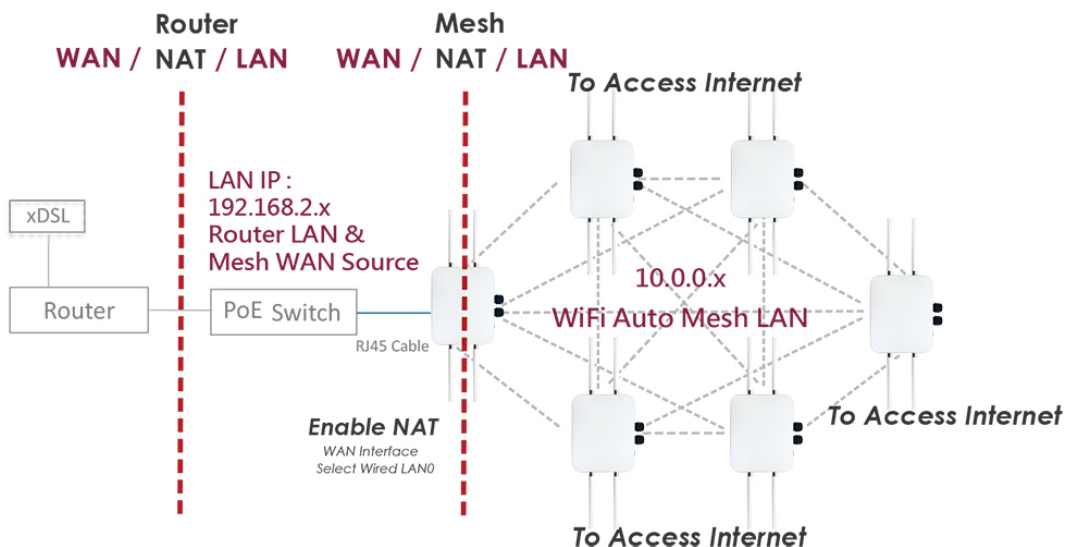 Router
WAN / NAT / LAN
Mesh
WAN / NAT / LAN
To Access Internet
LAN IP :
192.168.2.x
Router LAN &
Mesh WAN Source
xDSL
Router
PoE Switch
RJ45 Cable
10.0.0.x
WiFi Auto Mesh LAN
Enable NAT
WAN Interface
Select Wired LAN0
To Access Internet
To Access Internet